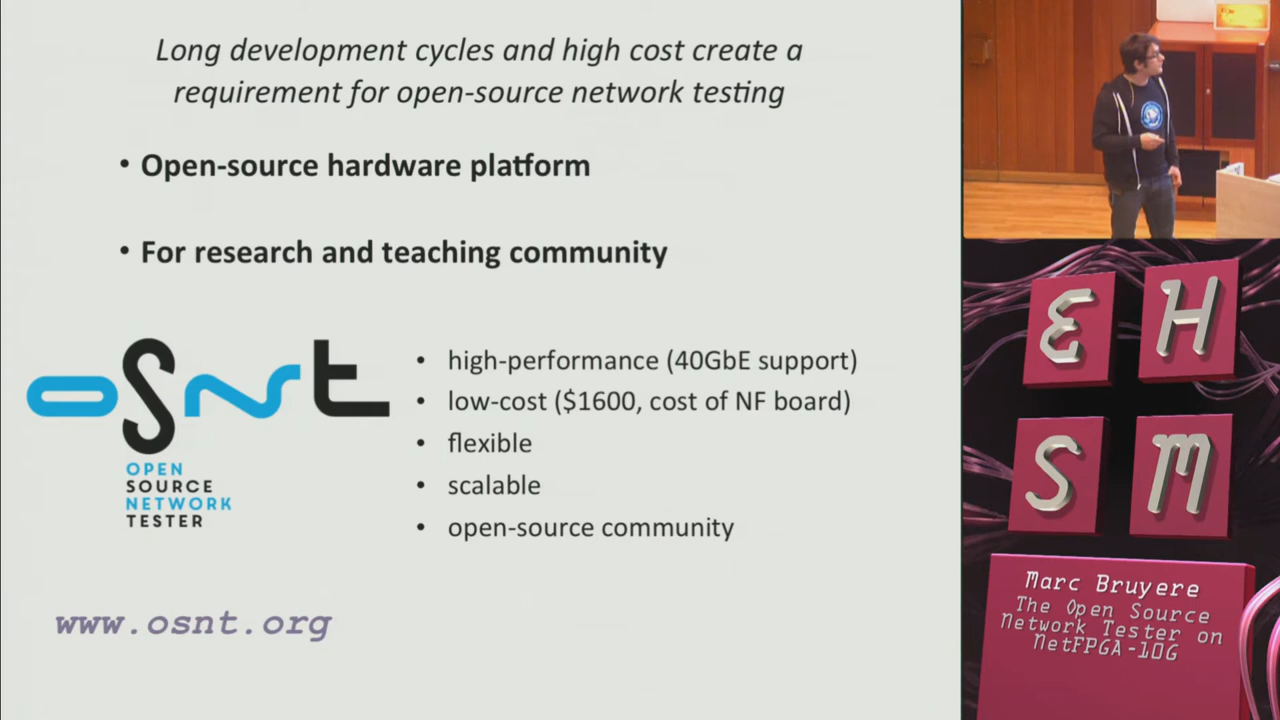 Long development cycles and high cost create a
requirement for open-source network testing
• Open-source hardware platform
• For research and teaching community
osnt
OPEN
SOURCE
NETWORK
TESTER
• high-performance (40GbE support)
• low-cost ($1600, cost of NF board)
• flexible
• scalable
• open-source community
www.osnt.org
E H
S M
Marc Bruyere
The Open Source
Network Tester on
NetFPGA-10G